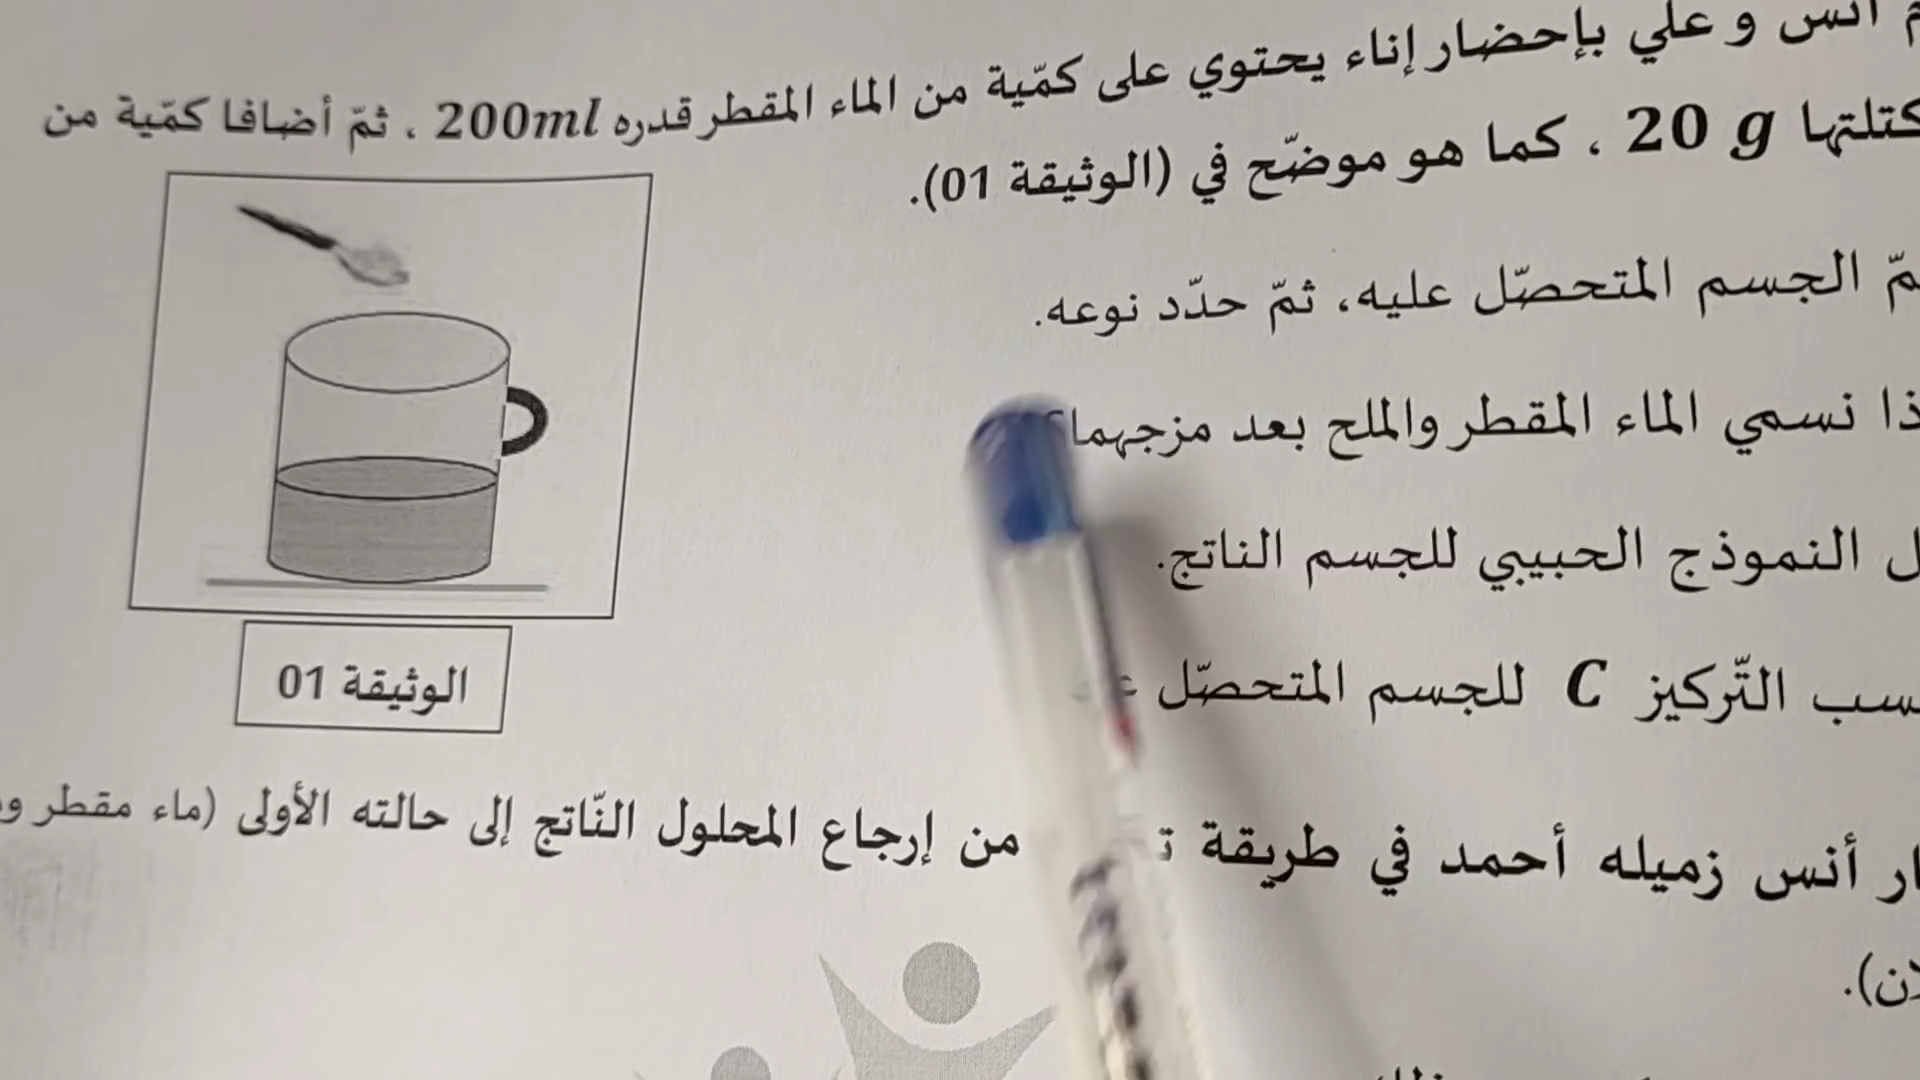 أنس و علي بإحضار إناء يحتوي على كمّية من الماء المقطر قدره 200ml ، ثمّ أضافا كمّية من
كتلتها 20 g ، كما هو موضّح في (الوثيقة 01).
الجسم المتحصّل عليه، ثمّ حدّد نوعه.
نسمي الماء المقطر والملح بعد مزجهما؟
النموذج الحبيبي للجسم الناتج.
التّركيز C للجسم المتحصّل
الوثيقة 01
أنس زميله أحمد في طريقة من إرجاع المحلول النّاتج إلى حالته الأولى (ماء مقطر و